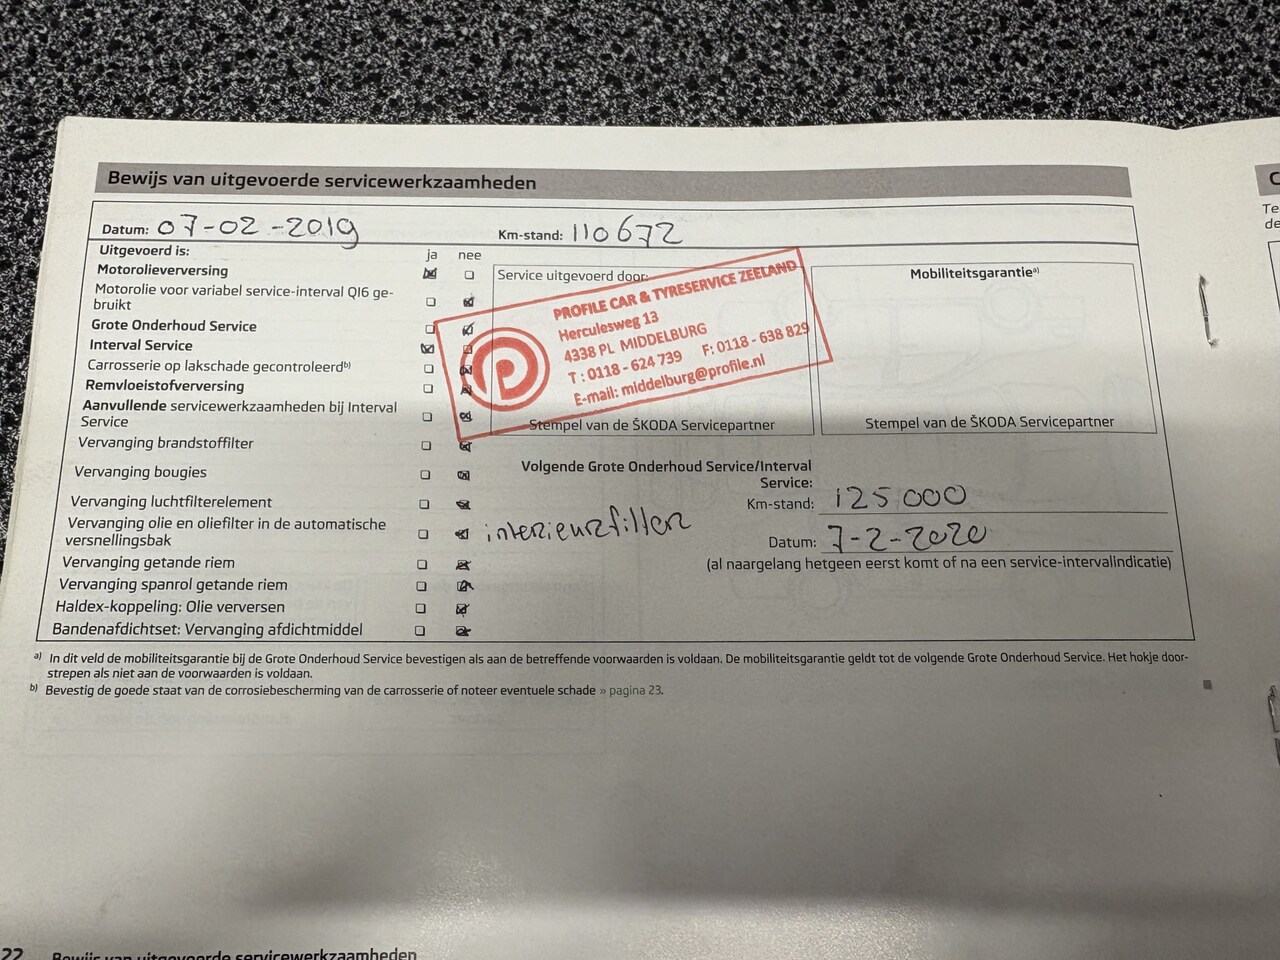 Bewijs van uitgevoerde servicewerkzaamheden
Datum: 07-02-2019
Km-stand: 110672
Uitgevoerd is:
ja nee
Motorolieverversing
Motorolie voor variabel service-interval QI6 ge-
bruikt
Grote Onderhoud Service
Interval Service
Carrosserie op lakschade gecontroleerd b)
Remvloeistofverversing
Aanvullende servicewerkzaamheden bij Interval
Service
Vervanging brandstoffilter
Vervanging bougies
Vervanging luchtfilterelement
Vervanging olie en oliefilter in de automatische
versnellingsbak
Vervanging getande riem
Vervanging spanrol getande riem
Haldex-koppeling: Olie verversen
Bandenafdichtset: Vervanging afdichtmiddel
interieurfilter
Service uitgevoerd door:
PROFILE CAR & TYRESERVICE ZEELAND
Herculesweg 13
4338 PL MIDDELBURG
T : 0118 - 624 739 F: 0118 - 638 829
E-mail: middelburg@profile.nl
Stempel van de ŠKODA Servicepartner
Mobiliteitsgarantie a)
Stempel van de ŠKODA Servicepartner
Volgende Grote Onderhoud Service/Interval
Service:
Km-stand: 125000
Datum: 7-2-2020
(al naargelang hetgeen eerst komt of na een service-intervalindicatie)
a) In dit veld de mobiliteitsgarantie bij de Grote Onderhoud Service bevestigen als aan de betreffende voorwaarden is voldaan. De mobiliteitsgarantie geldt tot de volgende Grote Onderhoud Service. Het hokje door-
strepen als niet aan de voorwaarden is voldaan.
b) Bevestig de goede staat van de corrosiebescherming van de carrosserie of noteer eventuele schade » pagina 23.
22 Bewijs van uitgevoerde servicewerkzaamheden
C
Te
de